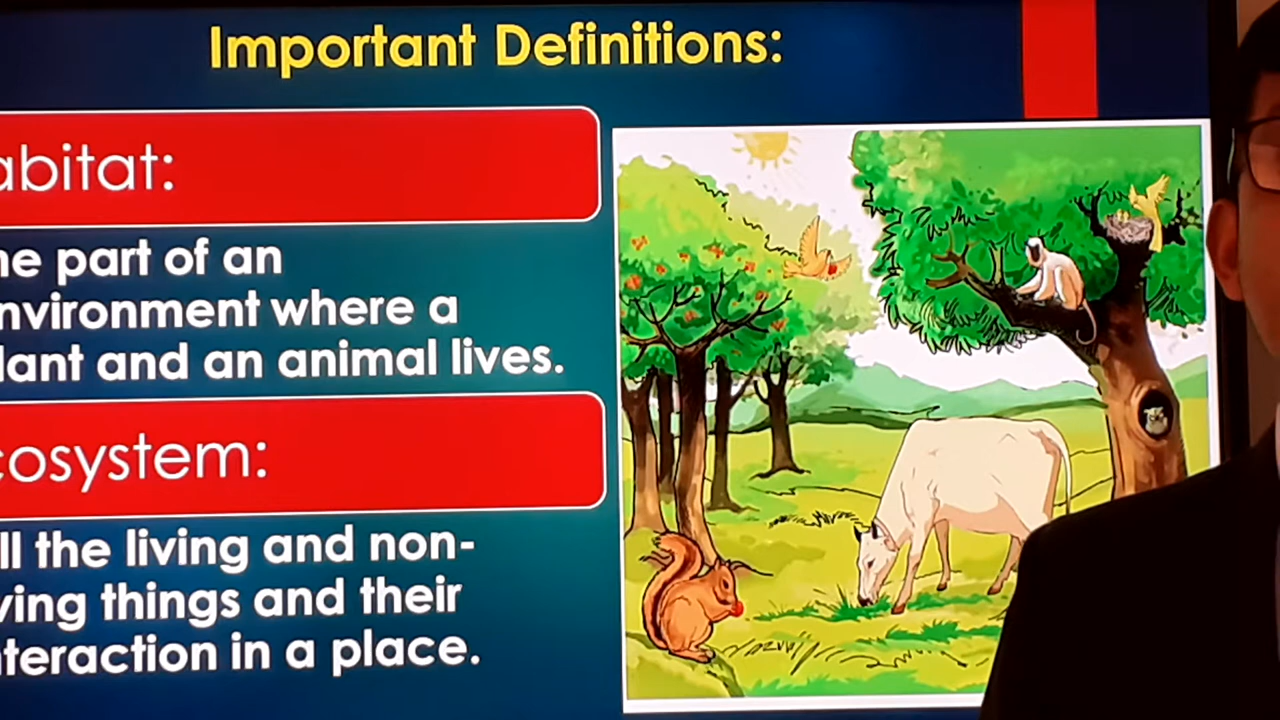 Important Definitions:
abitat:
he part of an
nvironment where a
lant and an animal lives.
cosystem:
ll the living and non-
ving things and their
nteraction in a place.